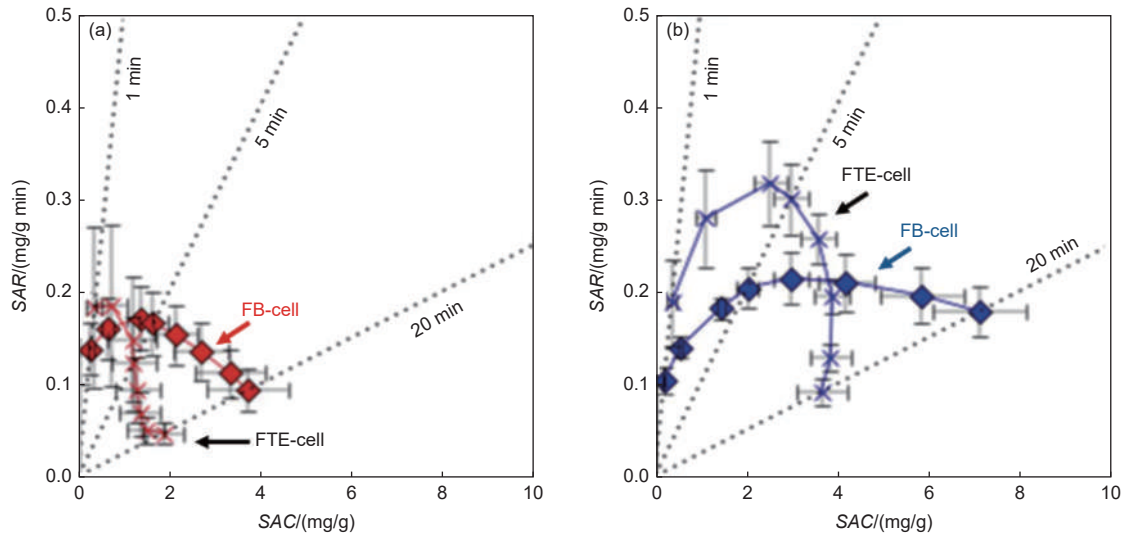 (a)
0.5
0.4
0.3
0.2
0.1
0.0
SAR/(mg/g min)
1 min
5 min
20 min
FB-cell
FTE-cell
0
2
4
6
8
10
SAC/(mg/g)
(b)
0.5
0.4
0.3
0.2
0.1
0.0
SAR/(mg/g min)
1 min
5 min
FTE-cell
FB-cell
20 min
0
2
4
6
8
10
SAC/(mg/g)